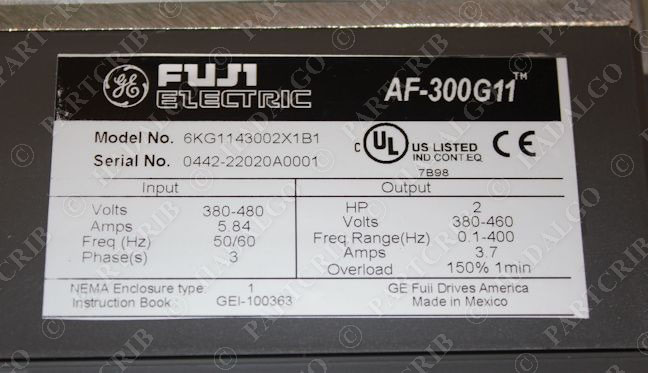 GE FUJI ELECTRIC AF-300G11™
Model No. 6KG1143002X1B1
Serial No. 0442-22020A0001
C UL US LISTED IND.CONT.EQ. 7B98 CE
Input Output
Volts 380-480
Amps 5.84
Freq (Hz) 50/60
Phase(s) 3
HP 2
Volts 380-460
Freq Range(Hz) 0.1-400
Amps 3.7
Overload 150% 1min
NEMA Enclosure type: 1
Instruction Book : GEI-100363
GE Fuji Drives America
Made in Mexico
© PARTCRIB © HADALGO